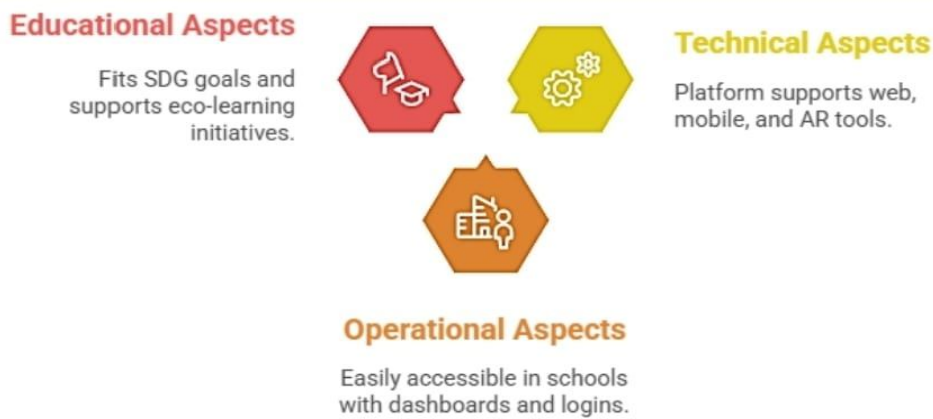 Educational Aspects
Fits SDG goals and
supports eco-learning
initiatives.
Technical Aspects
Platform supports web,
mobile, and AR tools.
Operational Aspects
Easily accessible in schools
with dashboards and logins.